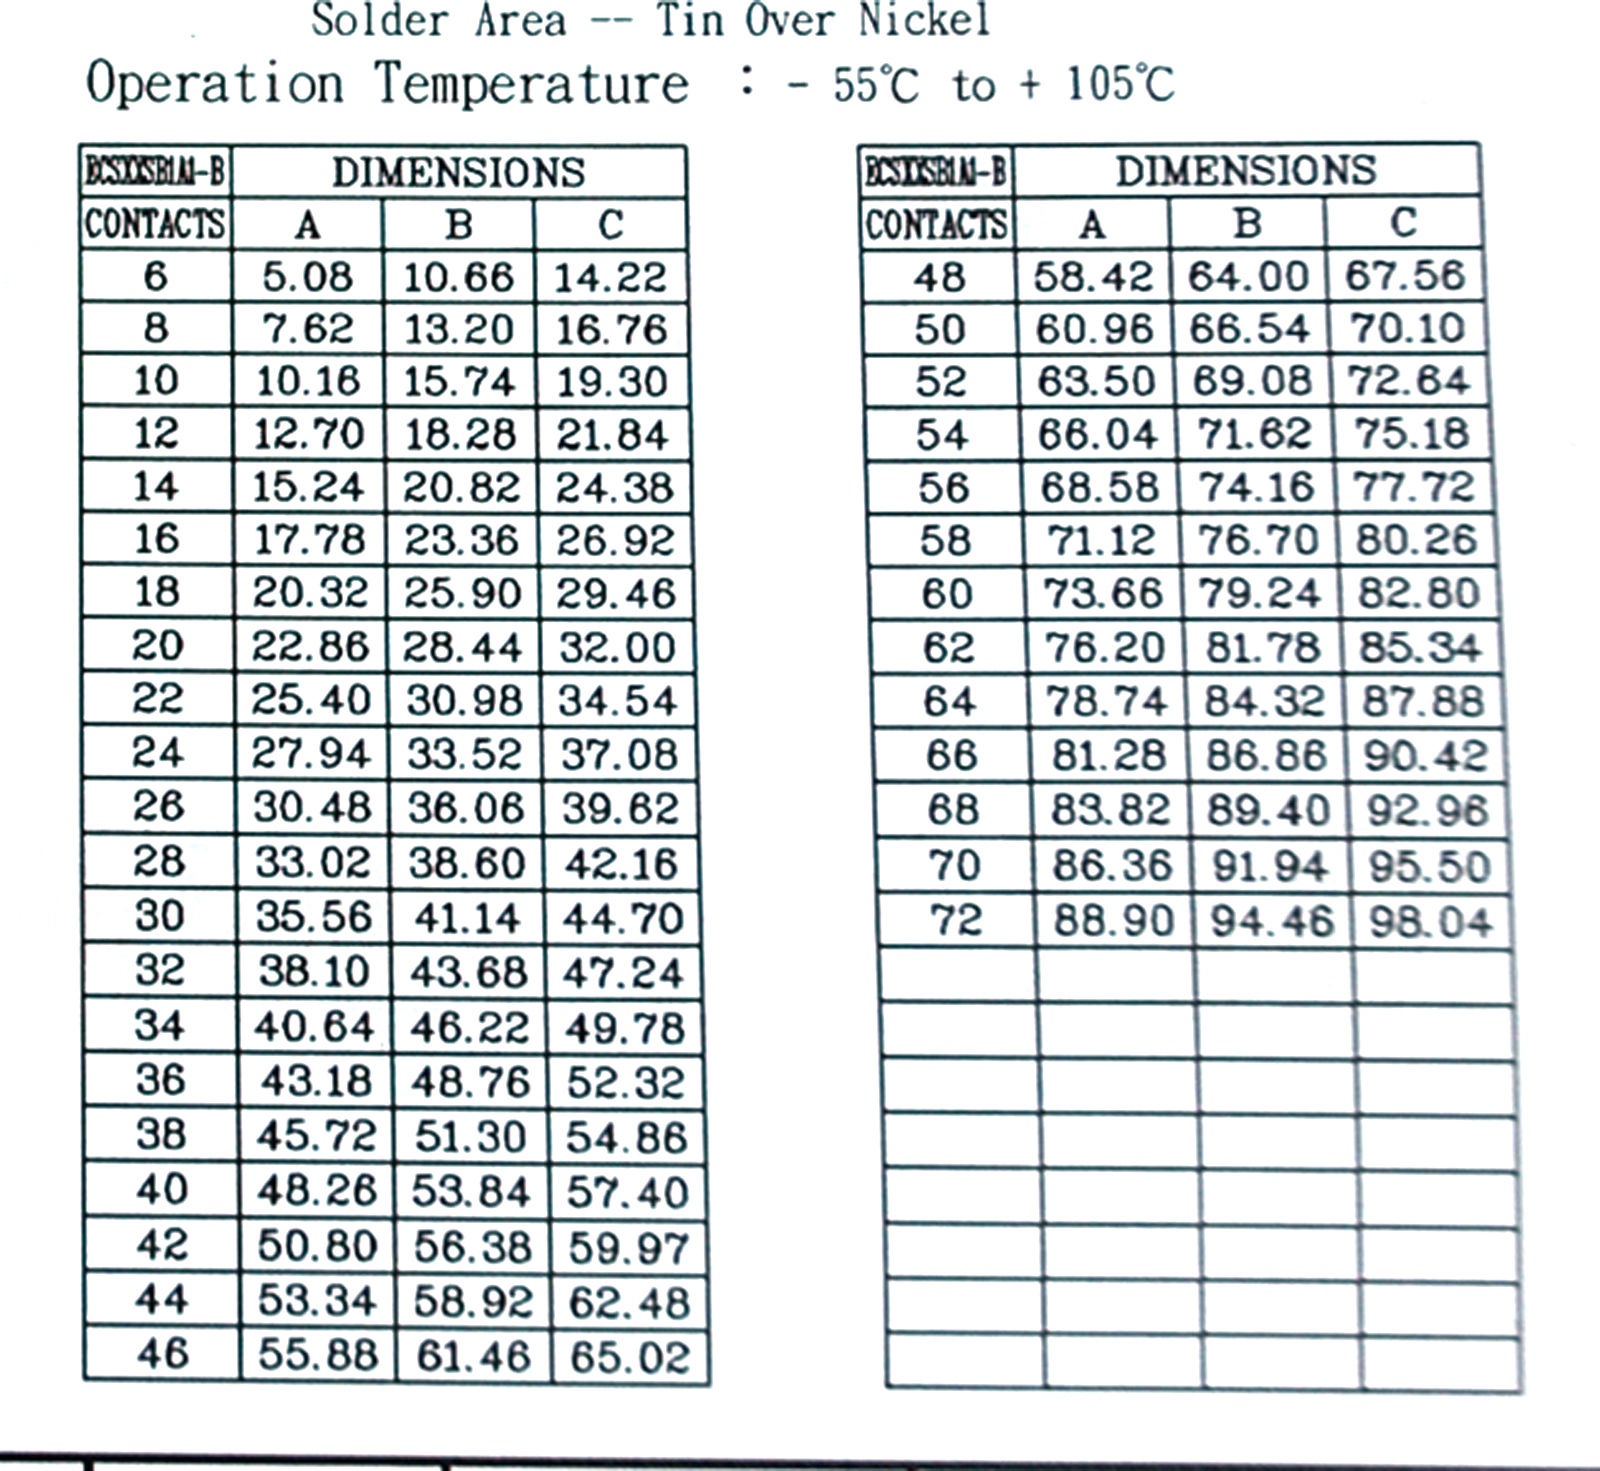 Solder Area -- Tin Over Nickel
Operation Temperature : - 55℃ to + 105℃
DIMENSIONS
CONTACTS A B C
6 5.08 10.66 14.22
8 7.62 13.20 16.76
10 10.16 15.74 19.30
12 12.70 18.28 21.84
14 15.24 20.82 24.38
16 17.78 23.36 26.92
18 20.32 25.90 29.46
20 22.86 28.44 32.00
22 25.40 30.98 34.54
24 27.94 33.52 37.08
26 30.48 36.06 39.62
28 33.02 38.60 42.16
30 35.56 41.14 44.70
32 38.10 43.68 47.24
34 40.64 46.22 49.78
36 43.18 48.76 52.32
38 45.72 51.30 54.86
40 48.26 53.84 57.40
42 50.80 56.38 59.97
44 53.34 58.92 62.48
46 55.88 61.46 65.02
DIMENSIONS
CONTACTS A B C
48 58.42 64.00 67.56
50 60.96 66.54 70.10
52 63.50 69.08 72.64
54 66.04 71.62 75.18
56 68.58 74.16 77.72
58 71.12 76.70 80.26
60 73.66 79.24 82.80
62 76.20 81.78 85.34
64 78.74 84.32 87.88
66 81.28 86.86 90.42
68 83.82 89.40 92.96
70 86.36 91.94 95.50
72 88.90 94.46 98.04